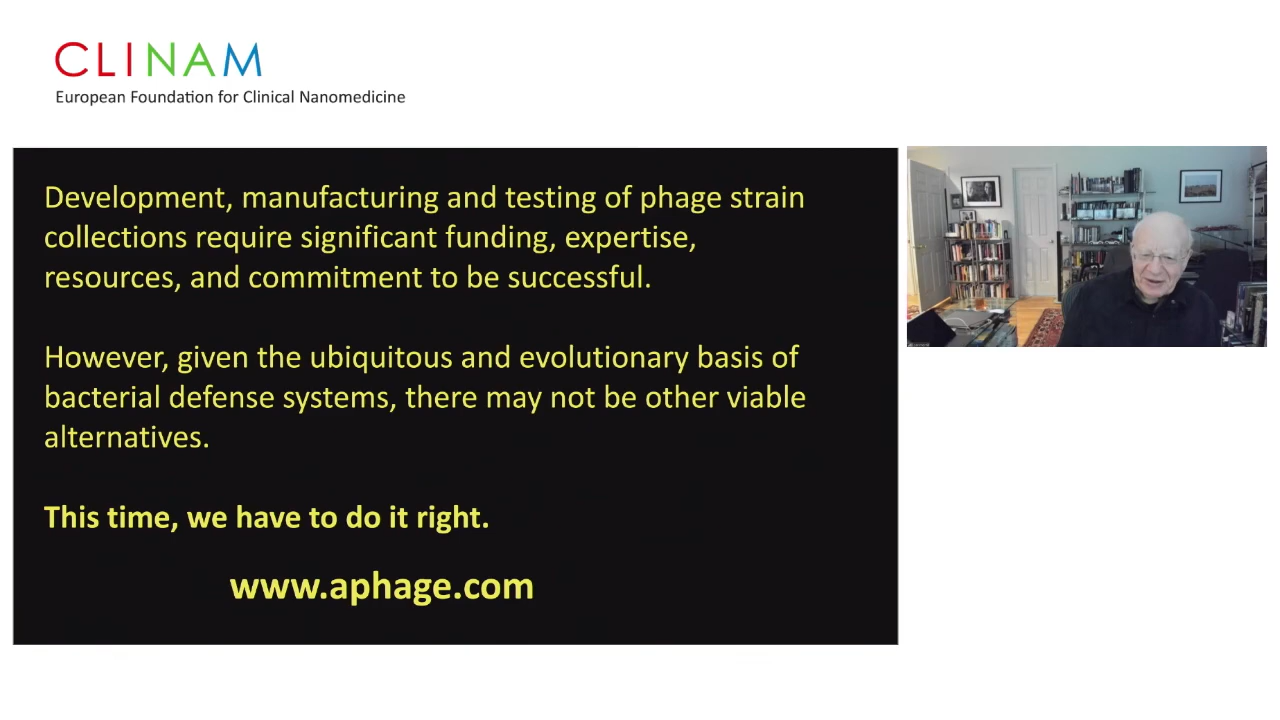 CLINAM
European Foundation for Clinical Nanomedicine
Development, manufacturing and testing of phage strain
collections require significant funding, expertise,
resources, and commitment to be successful.
However, given the ubiquitous and evolutionary basis of
bacterial defense systems, there may not be other viable
alternatives.
This time, we have to do it right.
www.aphage.com